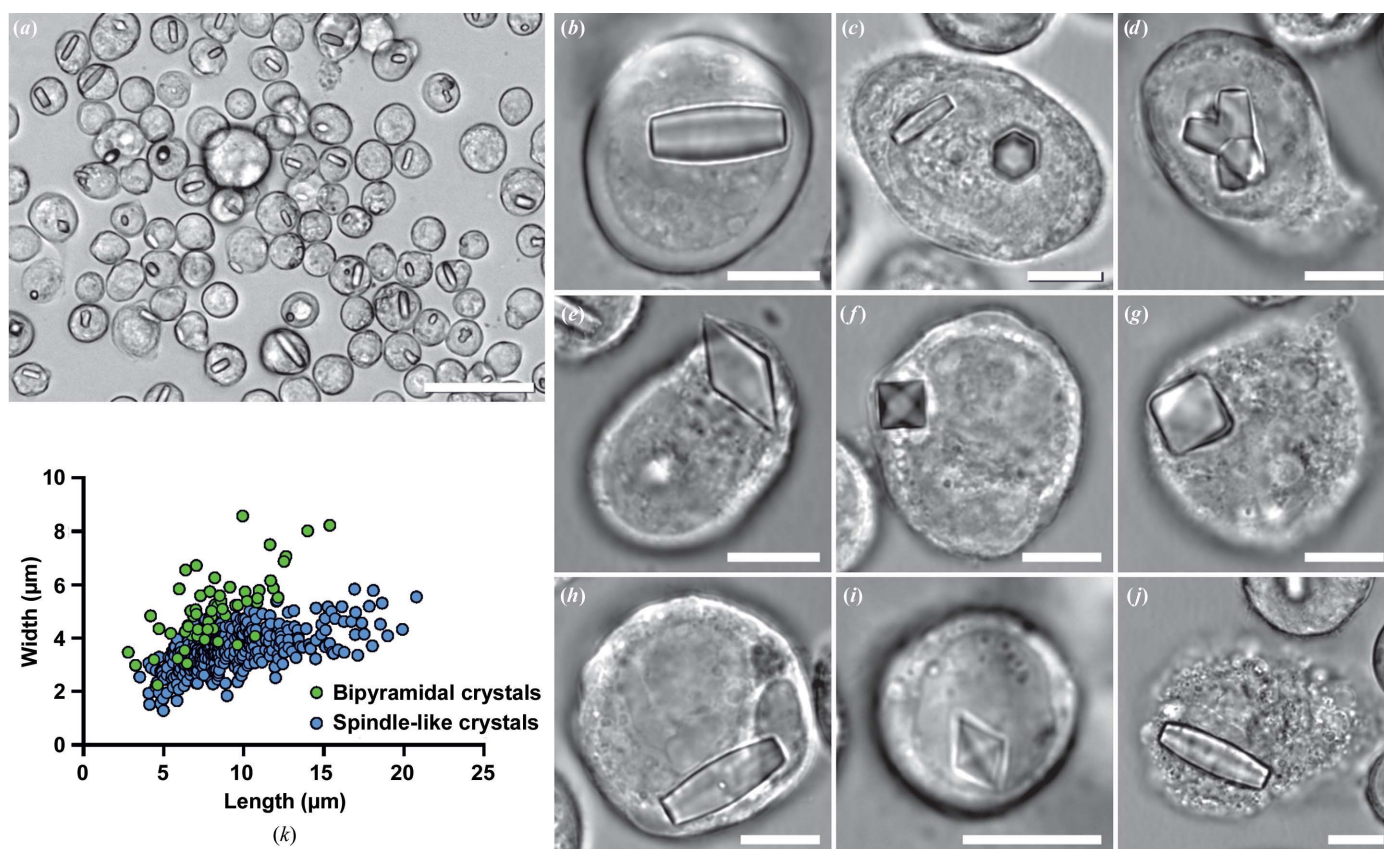 (a)
(b)
(c)
(d)
(e)
(f)
(g)
(h)
(i)
(j)
10
8
6
4
2
0
Width (µm)
Bipyramidal crystals
Spindle-like crystals
0 5 10 15 20 25
Length (µm)
(k)